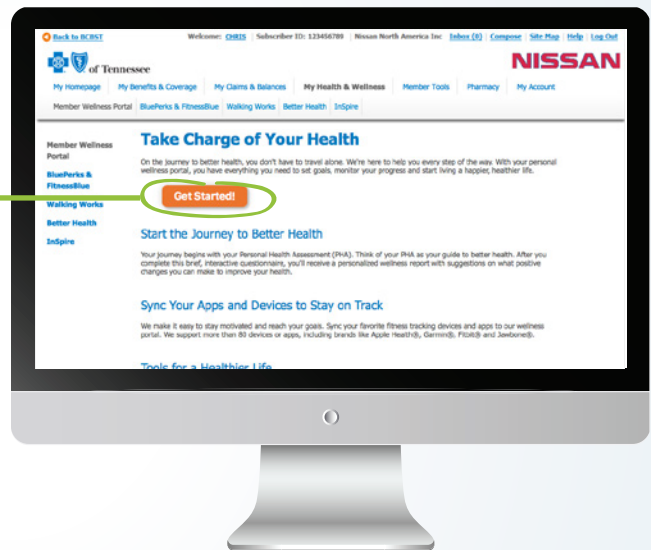 Back to BCBST Welcome: CHRIS Subscriber ID: 123456789 Nissan North America Inc Inbox (0) Compose Site Map Help Log Out
of Tennessee NISSAN
My Homepage My Benefits & Coverage My Claims & Balances My Health & Wellness Member Tools Pharmacy My Account
Member Wellness Portal BluePerks & FitnessBlue Walking Works Better Health InSpire
Member Wellness
Portal
BluePerks &
FitnessBlue
Walking Works
Better Health
InSpire
Take Charge of Your Health
On the journey to better health, you don't have to travel alone. We're here to help you every step of the way. With your personal
wellness portal, you have everything you need to set goals, monitor your progress and start living a happier, healthier life.
Get Started!
Start the Journey to Better Health
Your journey begins with your Personal Health Assessment (PHA). Think of your PHA as your guide to better health. After you
complete this brief, interactive questionnaire, you'll receive a personalized wellness report with suggestions on what positive
changes you can make to improve your health.
Sync Your Apps and Devices to Stay on Track
We make it easy to stay motivated and reach your goals. Sync your favorite fitness tracking devices and apps to our wellness
portal. We support more than 80 devices or apps, including brands like Apple Health®, Garmin®, Fitbit® and Jawbone®.
Tools for a Healthier Life